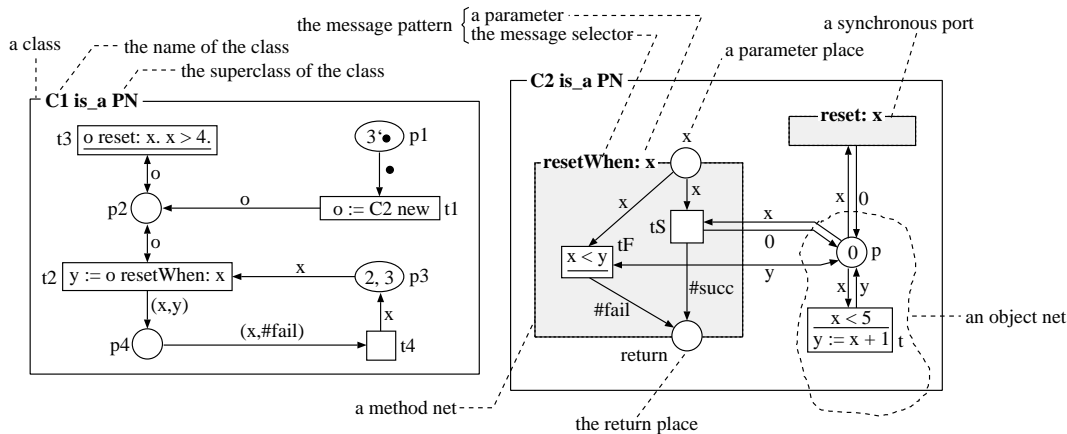 the message pattern { a parameter
the message selector
a synchronous port
a class
the name of the class
a parameter place
the superclass of the class
C1 is_a PN
t3
o reset: x. x > 4.
3‘●
p1
o
●
p2
o
o := C2 new
t1
o
t2
y := o resetWhen: x
x
2, 3
p3
(x,y)
x
p4
(x,#fail)
t4
C2 is_a PN
reset: x
x
resetWhen: x
x
x
x
0
tS
x
0
tF
x < y
y
0
p
#succ
x
y
#fail
x < 5
y := x + 1
t
return
an object net
a method net
the return place